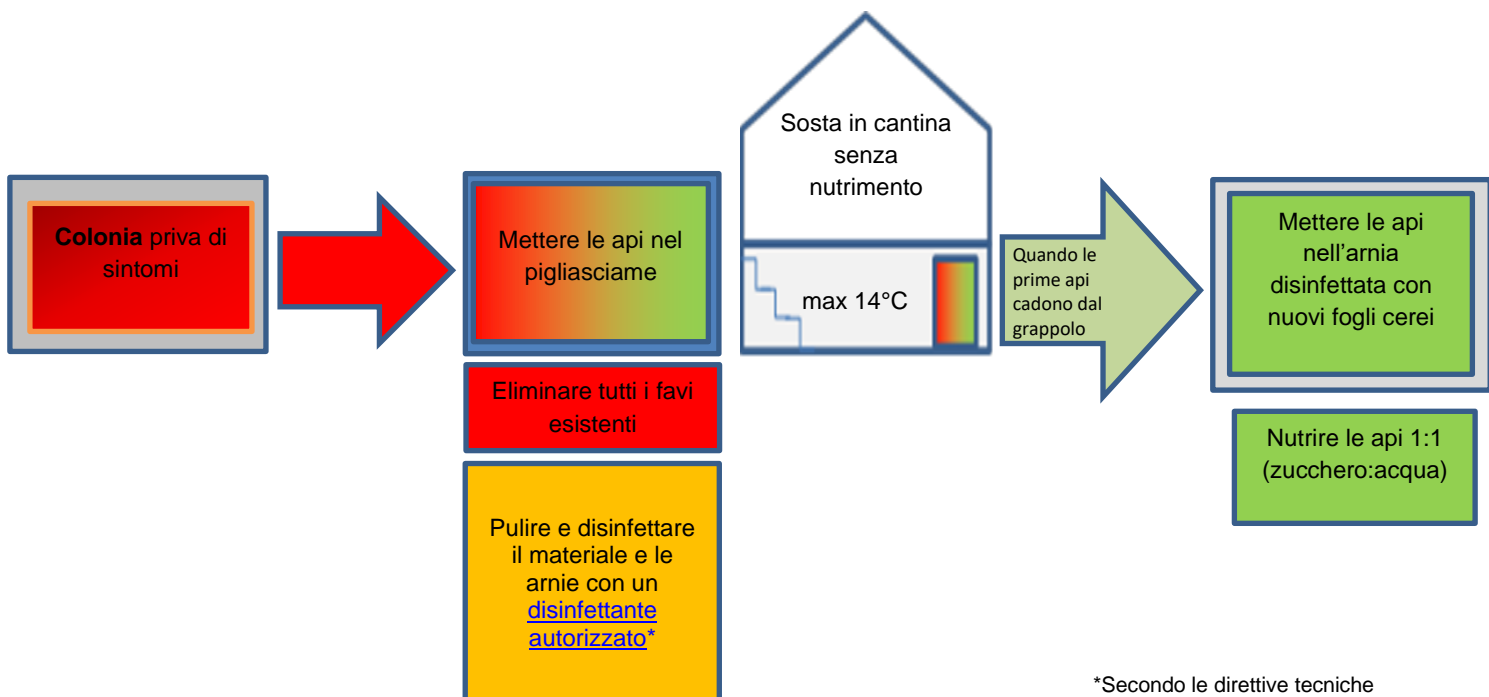 Colonia priva di
sintomi
Mettere le api nel
pigliasciame
Eliminare tutti i favi
esistenti
Pulire e disinfettare
il materiale e le
arnie con un
disinfettante
autorizzato*
Sosta in cantina
senza
nutrimento
max 14°C
Quando le
prime api
cadono dal
grappolo
Mettere le api
nell'arnia
disinfettata con
nuovi fogli cerei
Nutrire le api 1:1
(zucchero:acqua)
*Secondo le direttive tecniche